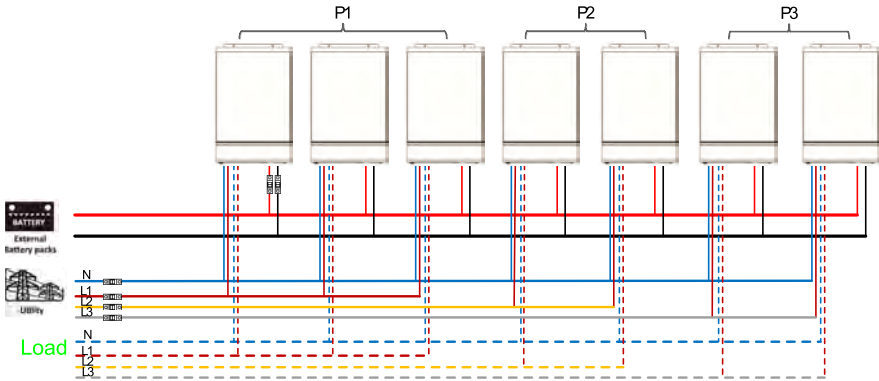 P1
P2
P3
BATTERY
External
Battery packs
N
L1
L2
L3
Utility
N
Load
L1
L2
L3